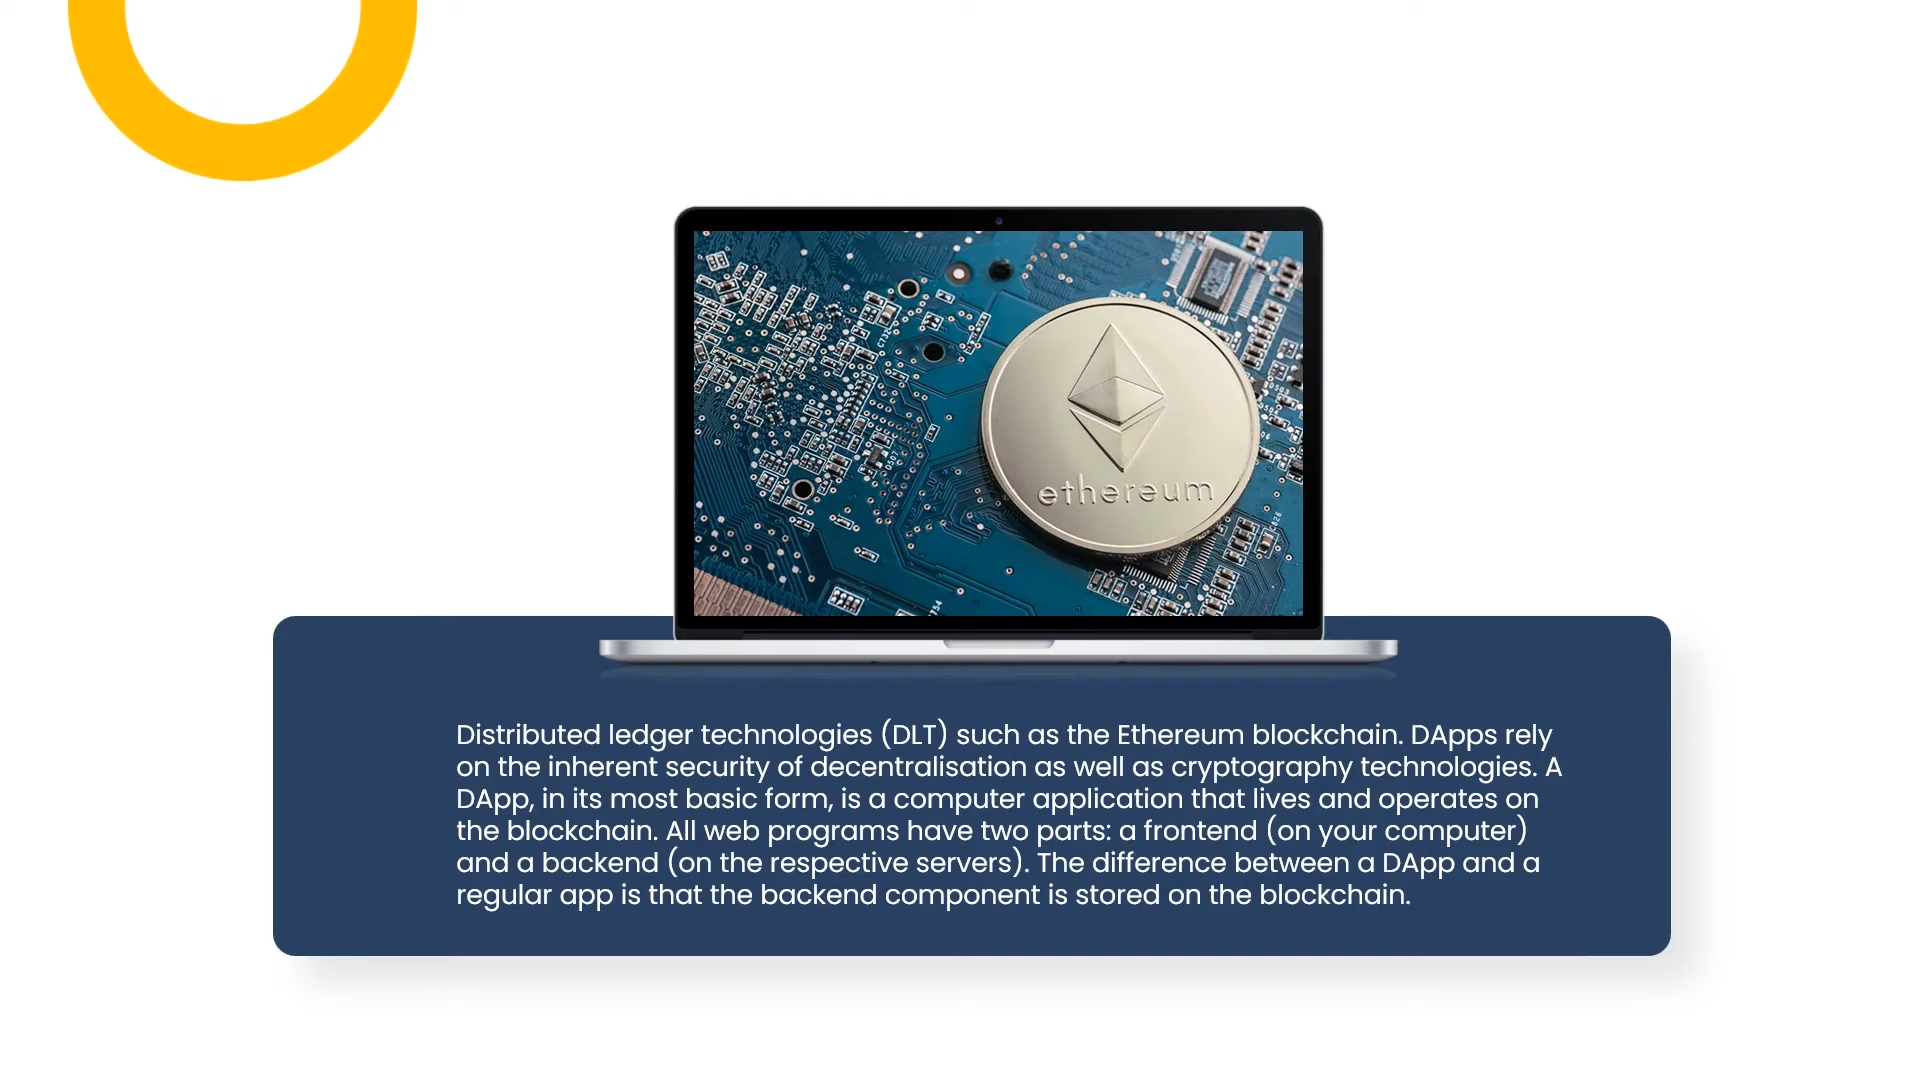 ethereum
Distributed ledger technologies (DLT) such as the Ethereum blockchain. DApps rely
on the inherent security of decentralisation as well as cryptography technologies. A
DApp, in its most basic form, is a computer application that lives and operates on
the blockchain. All web programs have two parts: a frontend (on your computer)
and a backend (on the respective servers). The difference between a DApp and a
regular app is that the backend component is stored on the blockchain.